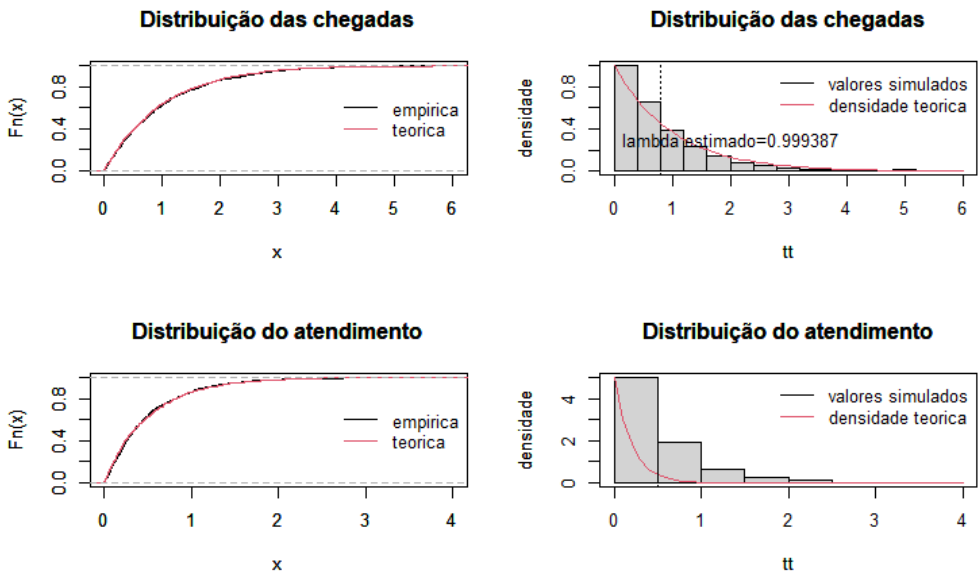 Distribuição das chegadas
Fn(x)
0.0 0.4 0.8
empirica
teorica
0 1 2 3 4 5 6
x
Distribuição das chegadas
densidade
0.0 0.4 0.8
valores simulados
densidade teorica
lambda estimado=0.999387
0 1 2 3 4 5 6
tt
Distribuição do atendimento
Fn(x)
0.0 0.4 0.8
empirica
teorica
0 1 2 3 4
x
Distribuição do atendimento
densidade
0 2 4
valores simulados
densidade teorica
0 1 2 3 4
tt